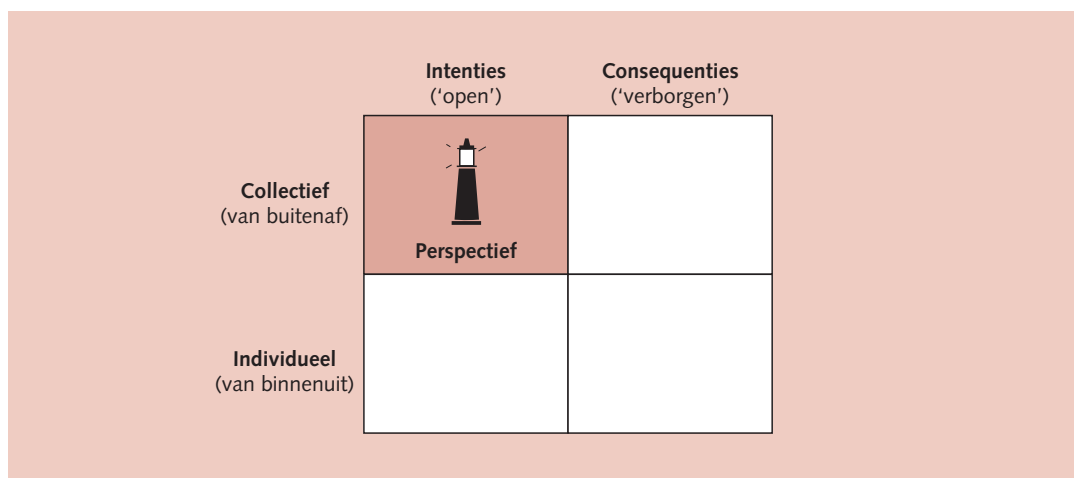 Intenties
(‘open’)
Consequenties
(‘verborgen’)
Collectief
(van buitenaf)
Perspectief
Individueel
(van binnenuit)